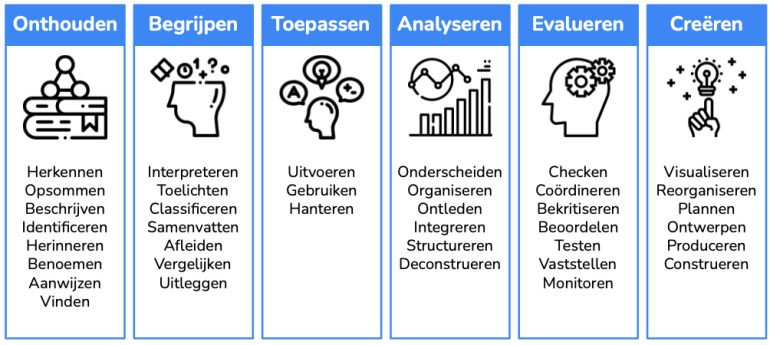 Onthouden
Herkennen
Opsommen
Beschrijven
Identificeren
Herinneren
Benoemen
Aanwijzen
Vinden
Begrijpen
1 ?
Interpreteren
Toelichten
Classificeren
Samenvatten
Afleiden
Vergelijken
Uitleggen
Toepassen
A
Uitvoeren
Gebruiken
Hanteren
Analyseren
Onderscheiden
Organiseren
Ontleden
Integreren
Structureren
Deconstrueren
Evalueren
Checken
Coördineren
Bekritiseren
Beoordelen
Testen
Vaststellen
Monitoren
Creëren
Visualiseren
Reorganiseren
Plannen
Ontwerpen
Produceren
Construeren